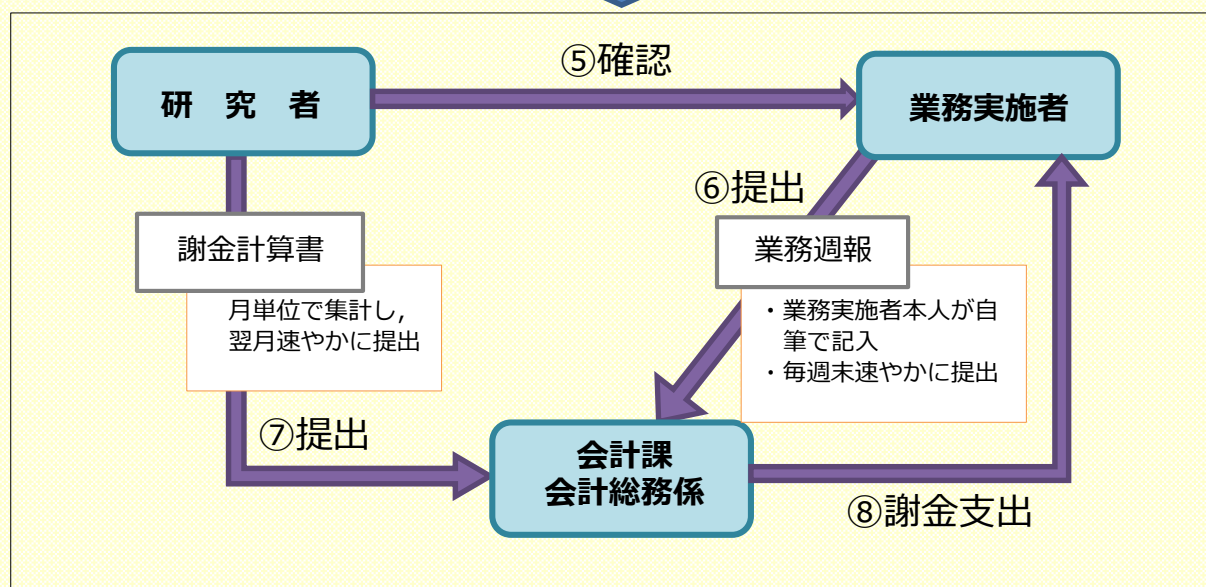 ⑤確認
研 究 者
業務実施者
⑥提出
謝金計算書
業務週報
月単位で集計し,
翌月速やかに提出
・業務実施者本人が自
筆で記入
・毎週末速やかに提出
⑦提出
会計課
会計総務係
⑧謝金支出